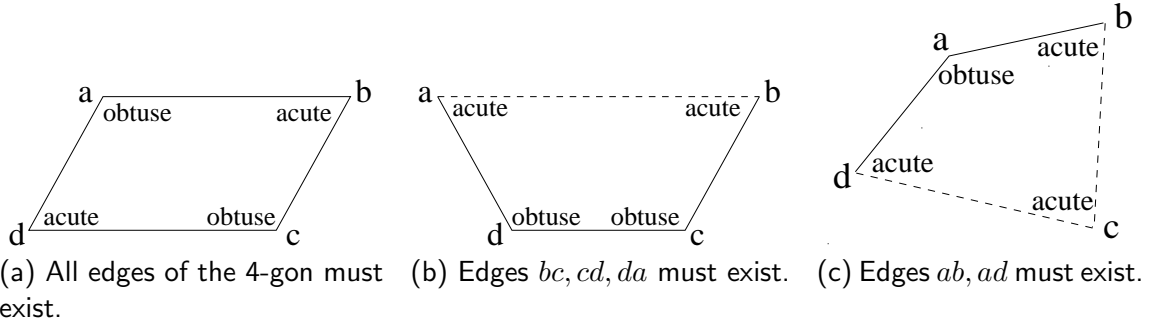 a
b
obtuse
acute
acute
obtuse
d
c
a
b
acute
acute
obtuse
obtuse
d
c
a
b
acute
obtuse
d
acute
acute
c
(a) All edges of the 4-gon must
exist.
(b) Edges bc, cd, da must exist.
(c) Edges ab, ad must exist.